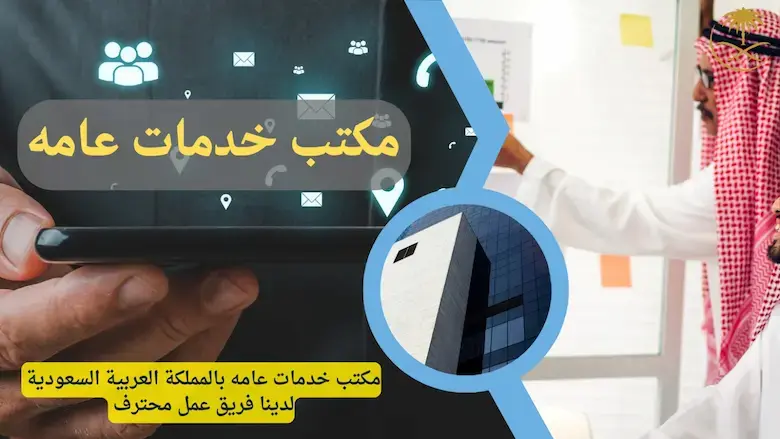 مكتب خدمات عامه
مكتب خدمات عامه بالمملكة العربية السعودية
لدينا فريق عمل محترف